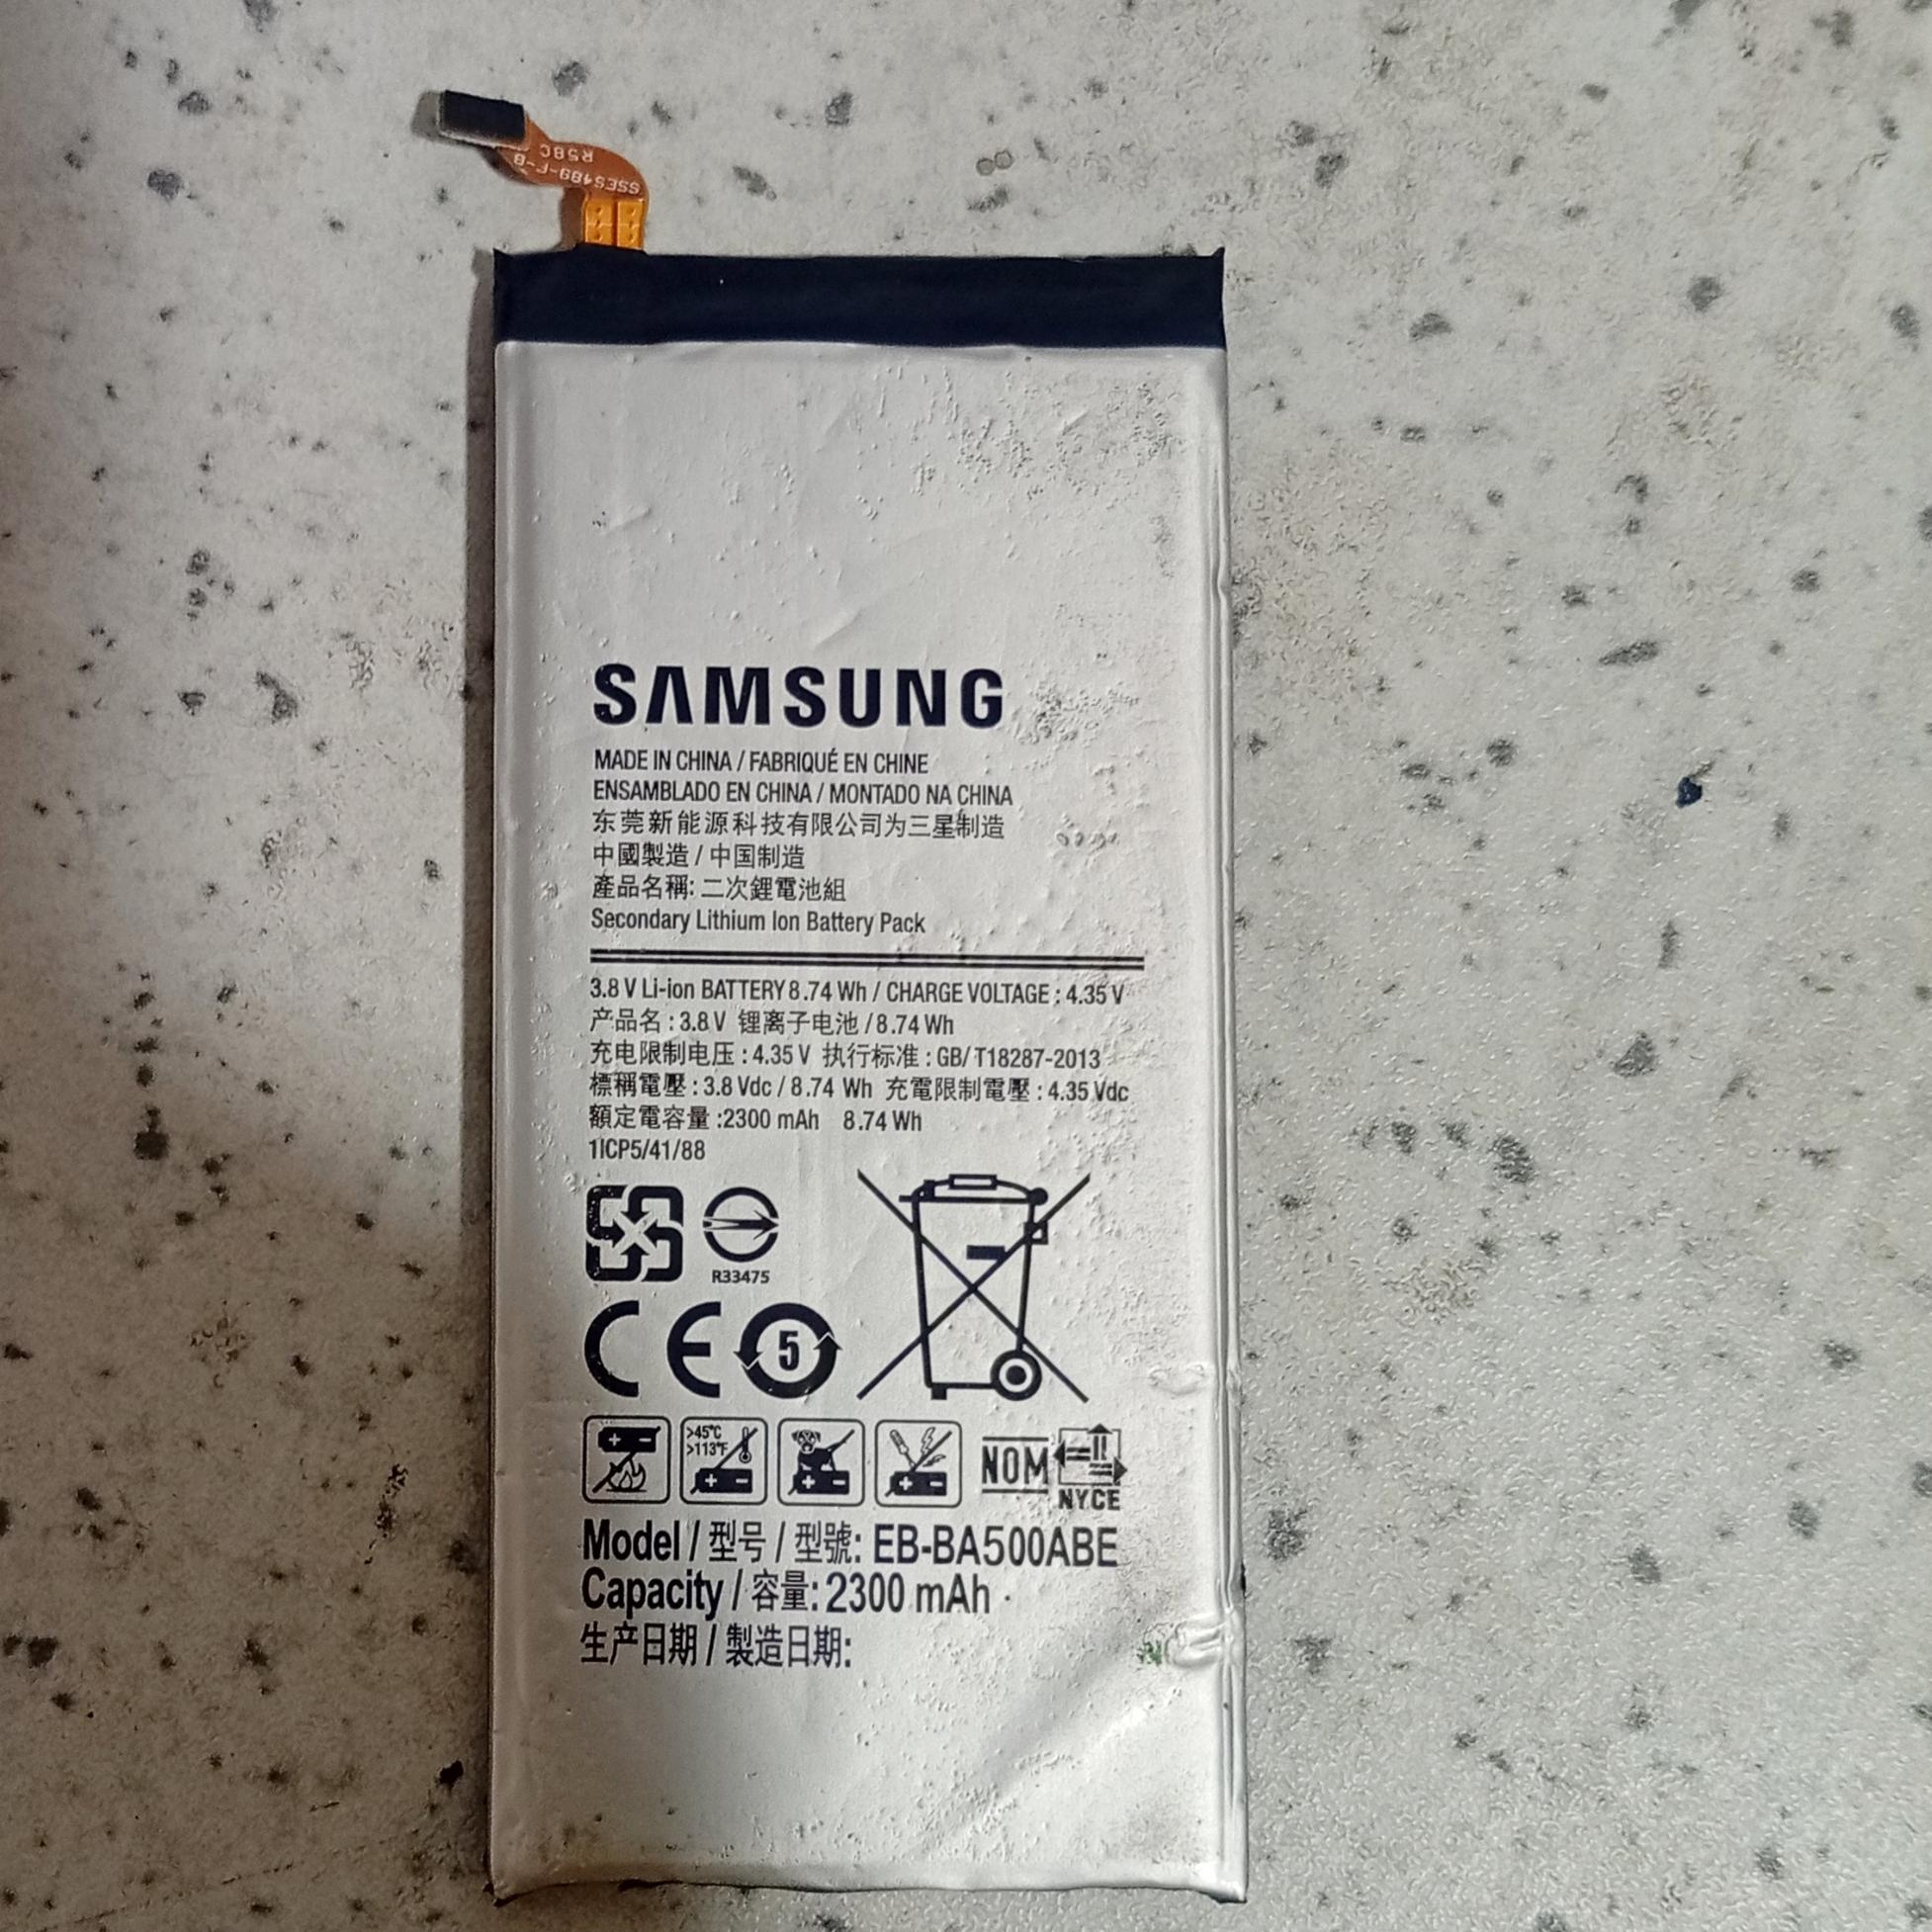 R58C
SSES489-F-B
SAMSUNG
MADE IN CHINA / FABRIQUÉ EN CHINE
ENSAMBLADO EN CHINA / MONTADO NA CHINA
东莞新能源科技有限公司为三星制造
中國製造 / 中国制造
產品名稱: 二次鋰電池組
Secondary Lithium Ion Battery Pack
3.8 V Li-ion BATTERY 8.74 Wh / CHARGE VOLTAGE : 4.35 V
产品名 : 3.8 V 锂离子电池 / 8.74 Wh
充电限制电压 : 4.35 V 执行标准 : GB/T18287-2013
標稱電壓 : 3.8 Vdc / 8.74 Wh 充電限制電壓 : 4.35 Vdc
額定電容量 :2300 mAh 8.74 Wh
1ICP5/41/88
R33475
CE 5
>45°C
>113°F
NOM
NYCE
Model / 型号 / 型號: EB-BA500ABE
Capacity / 容量: 2300 mAh
生产日期 / 製造日期: